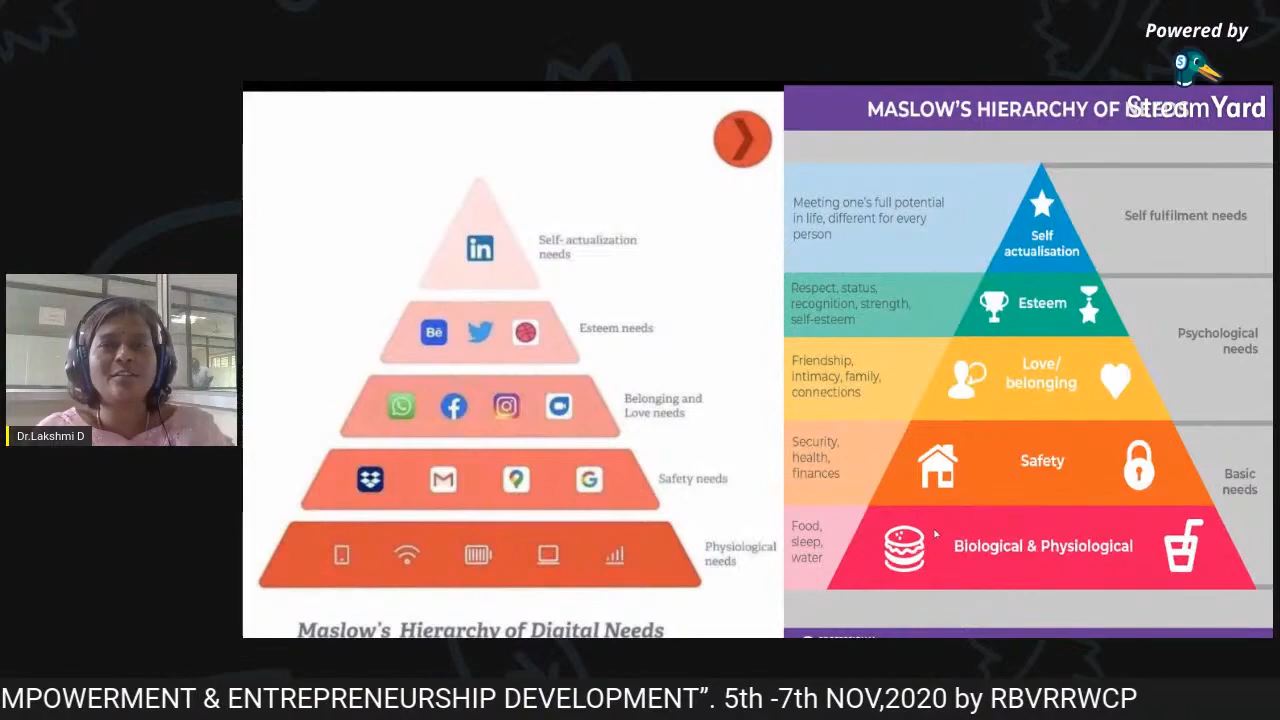 Powered by
StreamYard
MASLOW'S HIERARCHY OF NEEDS
Self- actualization
needs
in
Esteem needs
Bē
Belonging and
Love needs
Safety needs
G
Physiological
needs
Maslow's Hierarchy of Digital Needs
Meeting one's full potential
in life, different for every
person
Self
actualisation
Self fulfilment needs
Respect, status,
recognition, strength,
self-esteem
Esteem
Psychological
needs
Friendship,
intimacy, family,
connections
Love/
belonging
Security,
health,
finances
Safety
Basic
needs
Food,
sleep,
water
Biological & Physiological
Dr.Lakshmi D
MPOWERMENT & ENTREPRENEURSHIP DEVELOPMENT”. 5th -7th NOV,2020 by RBVRRWCP